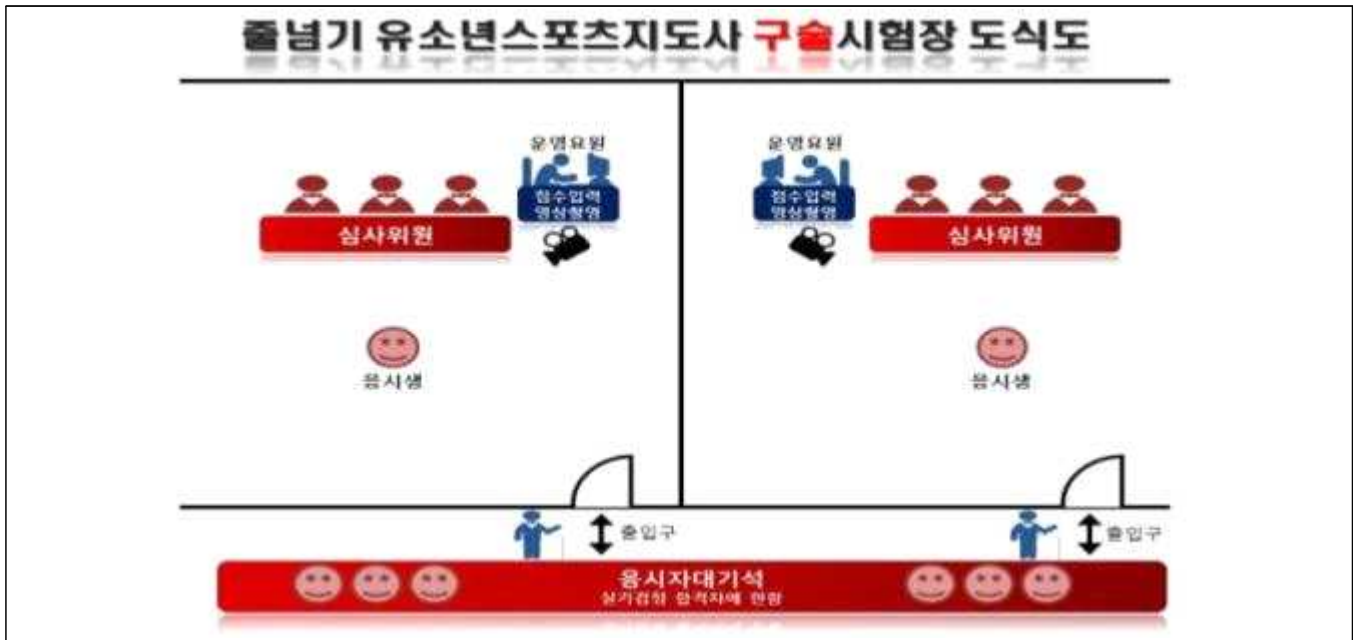 줄넘기 유소년스포츠지도사 구술시험장 도식도
운영요원
점수입력
영상촬영
심사위원
응시생
운영요원
점수입력
영상촬영
심사위원
응시생
출입구
출입구
응시자대기석
실기검정 합격자에 한함